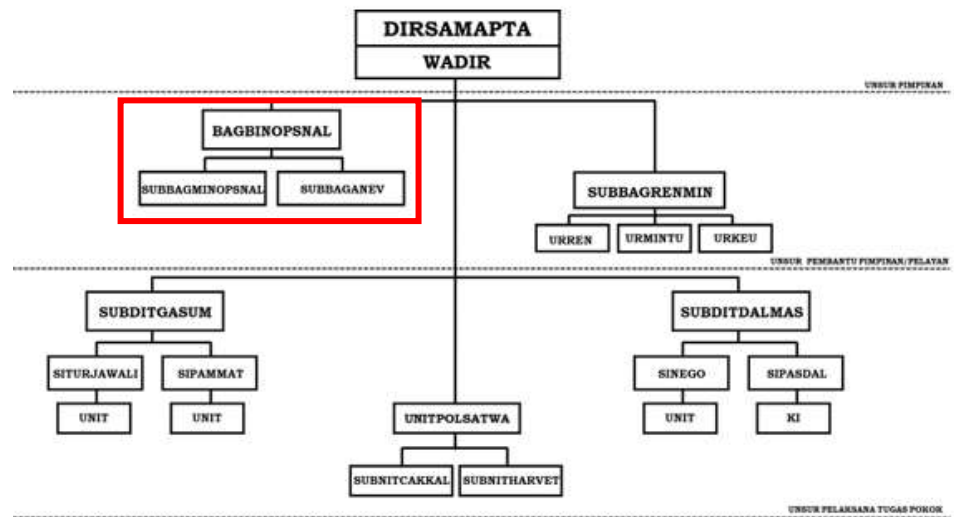 DIRSAMAPTA
WADIR
UNSUR PIMPINAN
BAGBINOPSNAL
SUBBAGMINOPSNAL SUBBAGANEV
SUBBAGRENMIN
URREN URMINTU URKEU
UNSUR PEMBANTU PIMPINAN/PELAYAN
SUBDITGASUM SUBDITDALMAS
SITURJAWALI SIPAMMAT SINEGO SIPASDAL
UNIT UNIT UNITPOLSATWA UNIT KI
SUBNITCAKKAL SUBNITHARVET
UNSUR PELAKSANA TUGAS POKOK